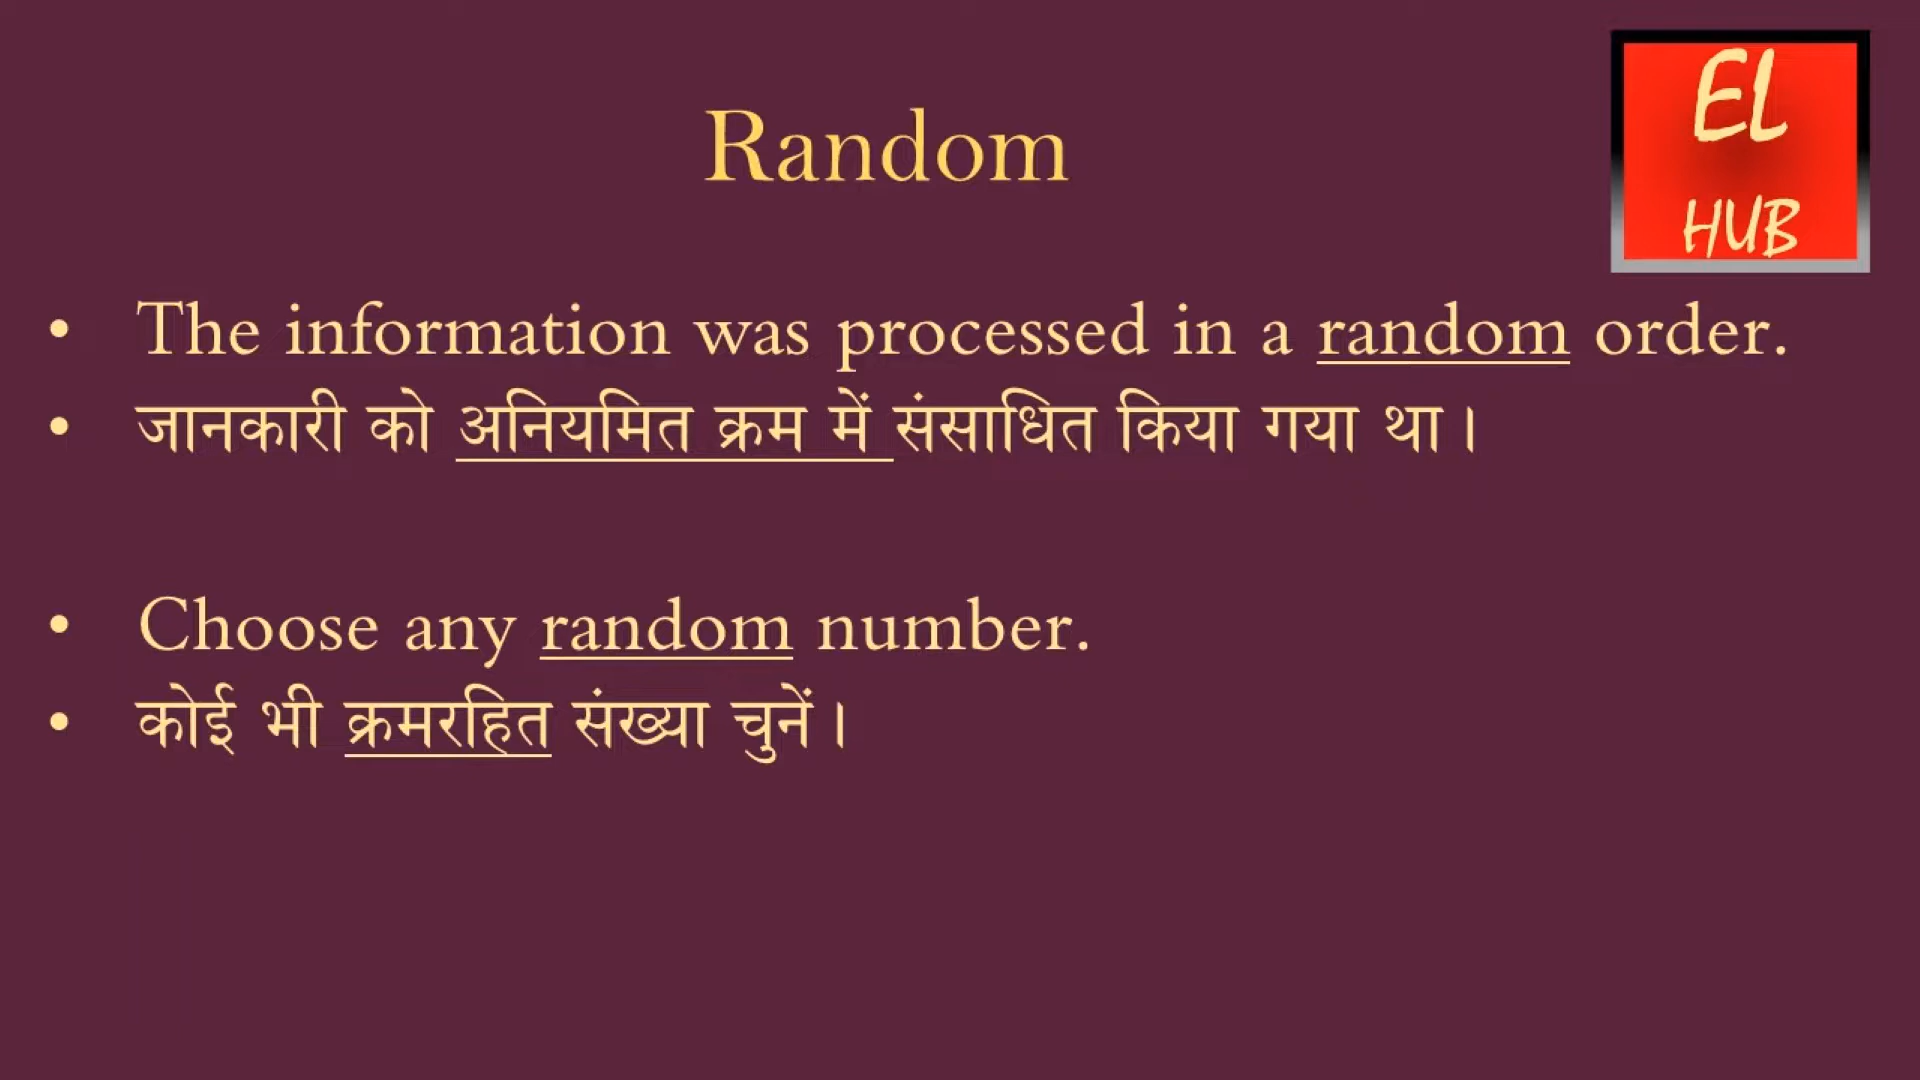 EL
HUB
Random
• The information was processed in a random order.
• जानकारी को अनियमित क्रम में संसाधित किया गया था।
• Choose any random number.
• कोई भी क्रमरहित संख्या चुनें।